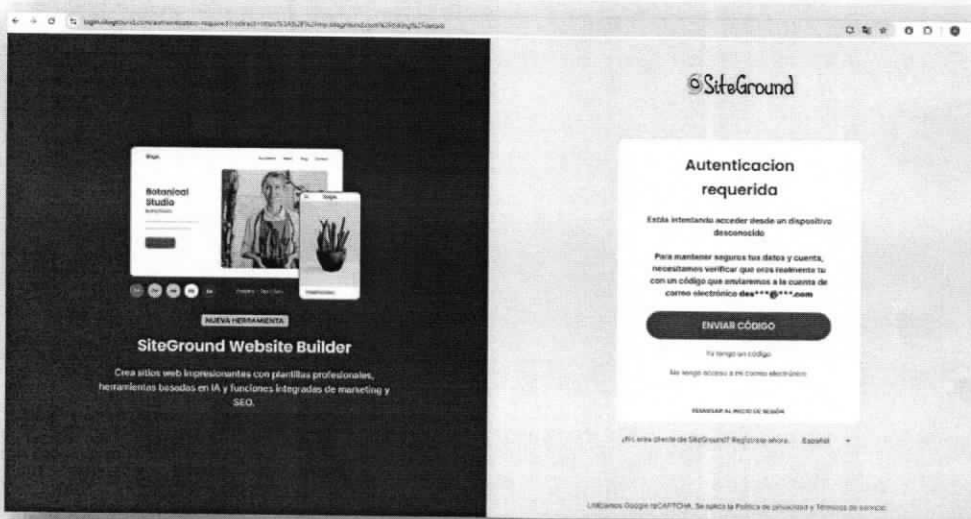 SiteGround
Autenticacion
requerida
Estás intentando acceder desde un dispositivo
desconocido
Para mantener seguros tus datos y cuenta,
necesitamos verificar que eres realmente tu
con un código que enviaremos a la cuenta de
correo electrónico des***@***.com
ENVIAR CÓDIGO
Ya tengo un código
No tengo acceso a mi correo electrónico
REGRESAR AL INICIO DE SESIÓN
¿No eres cliente de SiteGround? Regístrate ahora. Español
Utilizamos Google reCAPTCHA. Se aplica la Política de privacidad y Términos de servicio
Botanical
Studio
NUEVA HERRAMIENTA
SiteGround Website Builder
Crea sitios web impresionantes con plantillas profesionales,
herramientas basadas en IA y funciones integradas de marketing y
SEO.